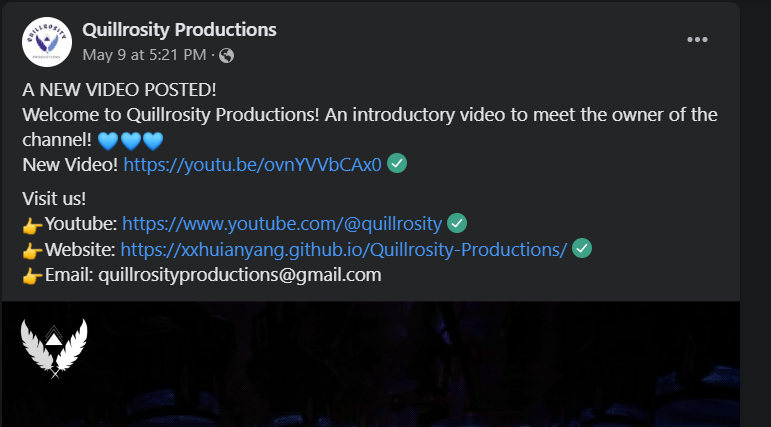 QUILLROSITY
PRODUCTIONS
Quillrosity Productions
May 9 at 5:21 PM ·
A NEW VIDEO POSTED!
Welcome to Quillrosity Productions! An introductory video to meet the owner of the
channel! 💙💙💙
New Video! https://youtu.be/ovnYVVbCAx0
Visit us!
👉Youtube: https://www.youtube.com/@quillrosity
👉Website: https://xxhuianyang.github.io/Quillrosity-Productions/
👉Email: quillrosityproductions@gmail.com